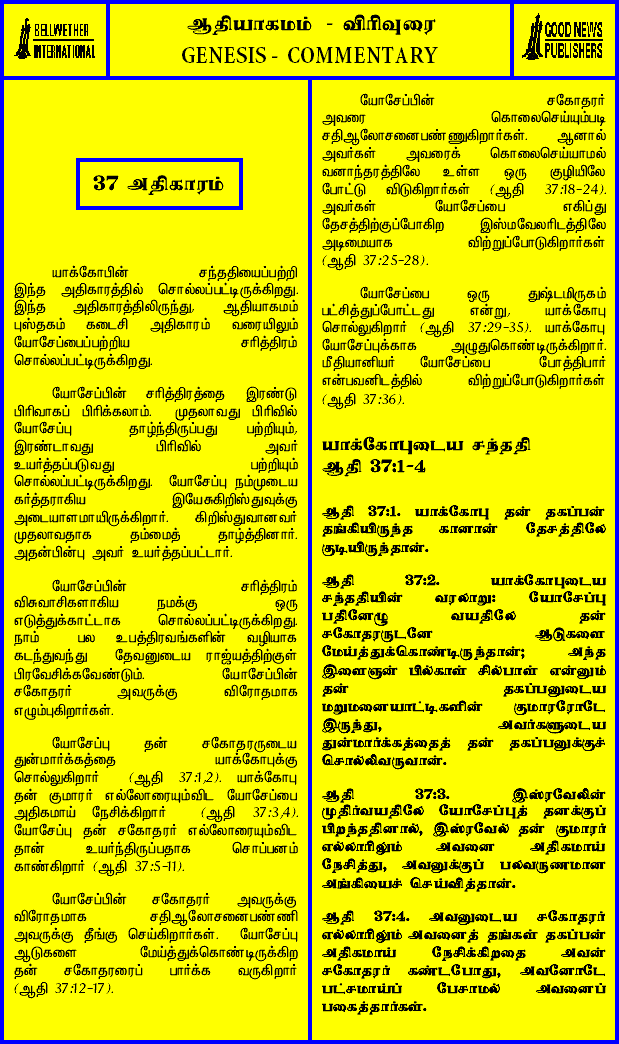 BELLWETHER
INTERNATIONAL
ஆதியாகமம் - விரிவுரை
GENESIS - COMMENTARY
GOOD NEWS
PUBLISHERS
37 அதிகாரம்
யாக்கோபின் சந்ததியைப்பற்றி
இந்த அதிகாரத்தில் சொல்லப்பட்டிருக்கிறது.
இந்த அதிகாரத்திலிருந்து, ஆதியாகமம்
புஸ்தகம் கடைசி அதிகாரம் வரையிலும்
யோசேப்பைப்பற்றிய சரித்திரம்
சொல்லப்பட்டிருக்கிறது.
யோசேப்பின் சரித்திரத்தை இரண்டு
பிரிவாகப் பிரிக்கலாம். முதலாவது பிரிவில்
யோசேப்பு தாழ்ந்திருப்பது பற்றியும்,
இரண்டாவது பிரிவில் அவர்
உயர்த்தப்படுவது பற்றியும்
சொல்லப்பட்டிருக்கிறது. யோசேப்பு நம்முடைய
கர்த்தராகிய இயேசுகிறிஸ்துவுக்கு
அடையாளமாயிருக்கிறார். கிறிஸ்துவானவர்
முதலாவதாக தம்மைத் தாழ்த்தினார்.
அதன்பின்பு அவர் உயர்த்தப்பட்டார்.
யோசேப்பின் சரித்திரம்
விசுவாசிகளாகிய நமக்கு ஒரு
எடுத்துக்காட்டாக சொல்லப்பட்டிருக்கிறது.
நாம் பல உபத்திரவங்களின் வழியாக
கடந்துவந்து தேவனுடைய ராஜ்யத்திற்குள்
பிரவேசிக்கவேண்டும். யோசேப்பின்
சகோதரர் அவருக்கு விரோதமாக
எழும்புகிறார்கள்.
யோசேப்பு தன் சகோதரருடைய
துன்மார்க்கத்தை யாக்கோபுக்கு
சொல்லுகிறார் (ஆதி 37:1,2). யாக்கோபு
தன் குமாரர் எல்லோரையும்விட யோசேப்பை
அதிகமாய் நேசிக்கிறார் (ஆதி 37:3,4).
யோசேப்பு தன் சகோதரர் எல்லோரையும்விட
தான் உயர்ந்திருப்பதாக சொப்பனம்
காண்கிறார் (ஆதி 37:5-11).
யோசேப்பின் சகோதரர் அவருக்கு
விரோதமாக சதிஆலோசனைபண்ணி
அவருக்கு தீங்கு செய்கிறார்கள். யோசேப்பு
ஆடுகளை மேய்த்துக்கொண்டிருக்கிற
தன் சகோதரரைப் பார்க்க வருகிறார்
(ஆதி 37:12-17).
யோசேப்பின் சகோதரர்
அவரை கொலைசெய்யும்படி
சதிஆலோசனைபண்ணுகிறார்கள். ஆனால்
அவர்கள் அவரைக் கொலைசெய்யாமல்
வனாந்தரத்திலே உள்ள ஒரு குழியிலே
போட்டு விடுகிறார்கள் (ஆதி 37:18-24).
அவர்கள் யோசேப்பை எகிப்து
தேசத்திற்குப்போகிற இஸ்மவேலரிடத்திலே
அடிமையாக விற்றுப்போடுகிறார்கள்
(ஆதி 37:25-28).
யோசேப்பை ஒரு துஷ்டமிருகம்
பட்சித்துப்போட்டது என்று, யாக்கோபு
சொல்லுகிறார் (ஆதி 37:29-35). யாக்கோபு
யோசேப்புக்காக அழுதுகொண்டிருக்கிறார்.
மீதியானியர் யோசேப்பை போத்திபார்
என்பவனிடத்தில் விற்றுப்போடுகிறார்கள்
(ஆதி 37:36).
யாக்கோபுடைய சந்ததி
ஆதி 37:1-4
ஆதி 37:1. யாக்கோபு தன் தகப்பன்
தங்கியிருந்த கானான் தேசத்திலே
குடியிருந்தான்.
ஆதி 37:2. யாக்கோபுடைய
சந்ததியின் வரலாறு: யோசேப்பு
பதினேழு வயதிலே தன்
சகோதரருடனே ஆடுகளை
மேய்த்துக்கொண்டிருந்தான்; அந்த
இளைஞன் பில்காள் சில்பாள் என்னும்
தன் தகப்பனுடைய
மறுமனையாட்டிகளின் குமாரரோடே
இருந்து, அவர்களுடைய
துன்மார்க்கத்தைத் தன் தகப்பனுக்குச்
சொல்லிவருவான்.
ஆதி 37:3. இஸ்ரவேலின்
முதிர்வயதிலே யோசேப்புத் தனக்குப்
பிறந்ததினால், இஸ்ரவேல் தன் குமாரர்
எல்லாரிலும் அவனை அதிகமாய்
நேசித்து, அவனுக்குப் பலவருணமான
அங்கியைச் செய்வித்தான்.
ஆதி 37:4. அவனுடைய சகோதரர்
எல்லாரிலும் அவனைத் தங்கள் தகப்பன்
அதிகமாய் நேசிக்கிறதை அவன்
சகோதரர் கண்டபோது, அவனோடே
பட்சமாய்ப் பேசாமல் அவனைப்
பகைத்தார்கள்.